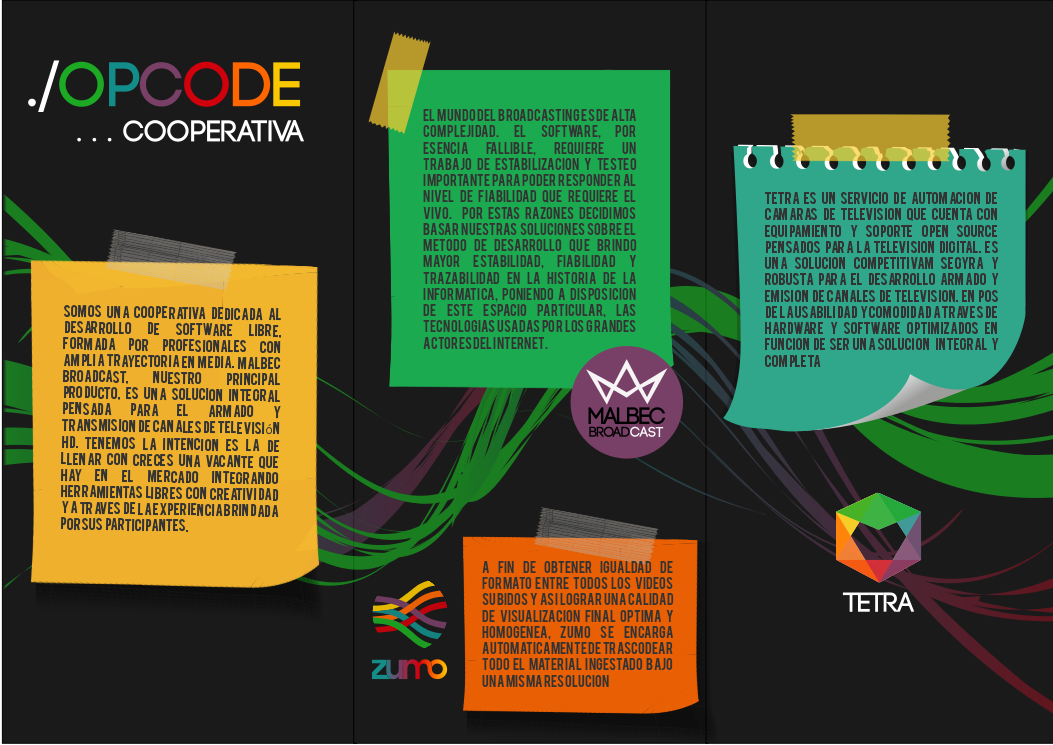 ./OPCODE
... COOPERATIVA
SOMOS UNA COOPERATIVA DEDICADA AL
DESARROLLO DE SOFTWARE LIBRE,
FORMADA POR PROFESIONALES CON
AMPLIA TRAYECTORIA EN MEDIA. MALBEC
BROADCAST, NUESTRO PRINCIPAL
PRODUCTO, ES UNA SOLUCION INTEGRAL
PENSADA PARA EL ARMADO Y
TRANSMISION DE CANALES DE TELEVISIÓN
HD. TENEMOS LA INTENCION ES LA DE
LLENAR CON CRECES UNA VACANTE QUE
HAY EN EL MERCADO INTEGRANDO
HERRAMIENTAS LIBRES CON CREATIVIDAD
Y A TRAVES DE LA EXPERIENCIA BRINDADA
POR SUS PARTICIPANTES.
EL MUNDO DEL BROADCASTING ES DE ALTA
COMPLEJIDAD. EL SOFTWARE, POR
ESENCIA FALLIBLE, REQUIERE UN
TRABAJO DE ESTABILIZACION Y TESTEO
IMPORTANTE PARA PODER RESPONDER AL
NIVEL DE FIABILIDAD QUE REQUIERE EL
VIVO. POR ESTAS RAZONES DECIDIMOS
BASAR NUESTRAS SOLUCIONES SOBRE EL
METODO DE DESARROLLO QUE BRINDO
MAYOR ESTABILIDAD, FIABILIDAD Y
TRAZABILIDAD EN LA HISTORIA DE LA
INFORMATICA, PONIENDO A DISPOSICION
DE ESTE ESPACIO PARTICULAR, LAS
TECNOLOGIAS USADAS POR LOS GRANDES
ACTORES DEL INTERNET.
MALBEC
BROADCAST
zumo
A FIN DE OBTENER IGUALDAD DE
FORMATO ENTRE TODOS LOS VIDEOS
SUBIDOS Y ASI LOGRAR UNA CALIDAD
DE VISUALIZACION FINAL OPTIMA Y
HOMOGENEA, ZUMO SE ENCARGA
AUTOMATICAMENTE DE TRASCODEAR
TODO EL MATERIAL INGESTADO BAJO
UNA MISMA RESOLUCION
TETRA ES UN SERVICIO DE AUTOMACION DE
CAMARAS DE TELEVISION QUE CUENTA CON
EQUIPAMIENTO Y SOPORTE OPEN SOURCE
PENSADOS PARA LA TELEVISION DIGITAL. ES
UNA SOLUCION COMPETITIVAM SEGYRA Y
ROBUSTA PARA EL DESARROLLO ARMADO Y
EMISION DE CANALES DE TELEVISION. EN POS
DE LA USABILIDAD Y COMODIDAD A TRAVES DE
HARDWARE Y SOFTWARE OPTIMIZADOS EN
FUNCION DE SER UNA SOLUCION INTEGRAL Y
COMPLETA
TETRA